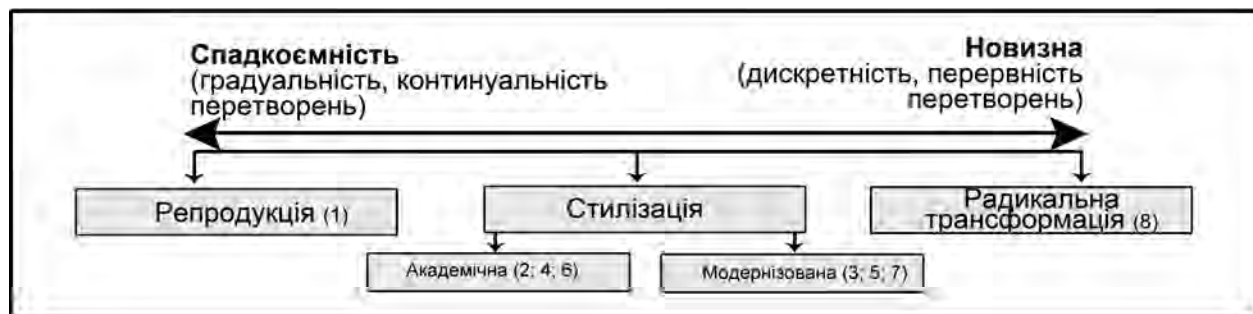 Спадкоємність
(градуальність, континуальність
перетворень)
Новизна
(дискретність, перервність
перетворень)
Репродукція (1)
Стилізація
Радикальна
трансформація (8)
Академічна (2; 4; 6)
Модернізована (3; 5; 7)